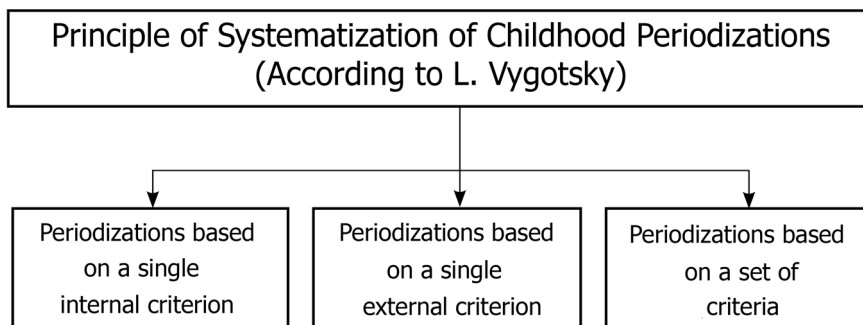 Principle of Systematization of Childhood Periodizations
(According to L. Vygotsky)
Periodizations based
on a single
internal criterion
Periodizations based
on a single
external criterion
Periodizations based
on a set of
criteria